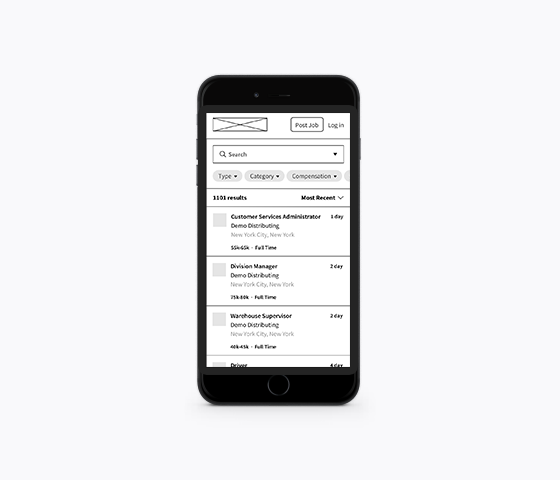 Post Job Log in
Search
Type Category Compensation
1101 results Most Recent
Customer Services Administrator 1 day
Demo Distributing
New York City, New York
55k-65k · Full Time
Division Manager 2 day
Demo Distributing
New York City, New York
75k-80k · Full Time
Warehouse Supervisor 2 day
Demo Distributing
New York City, New York
40k-45k · Full Time
Driver 4 day